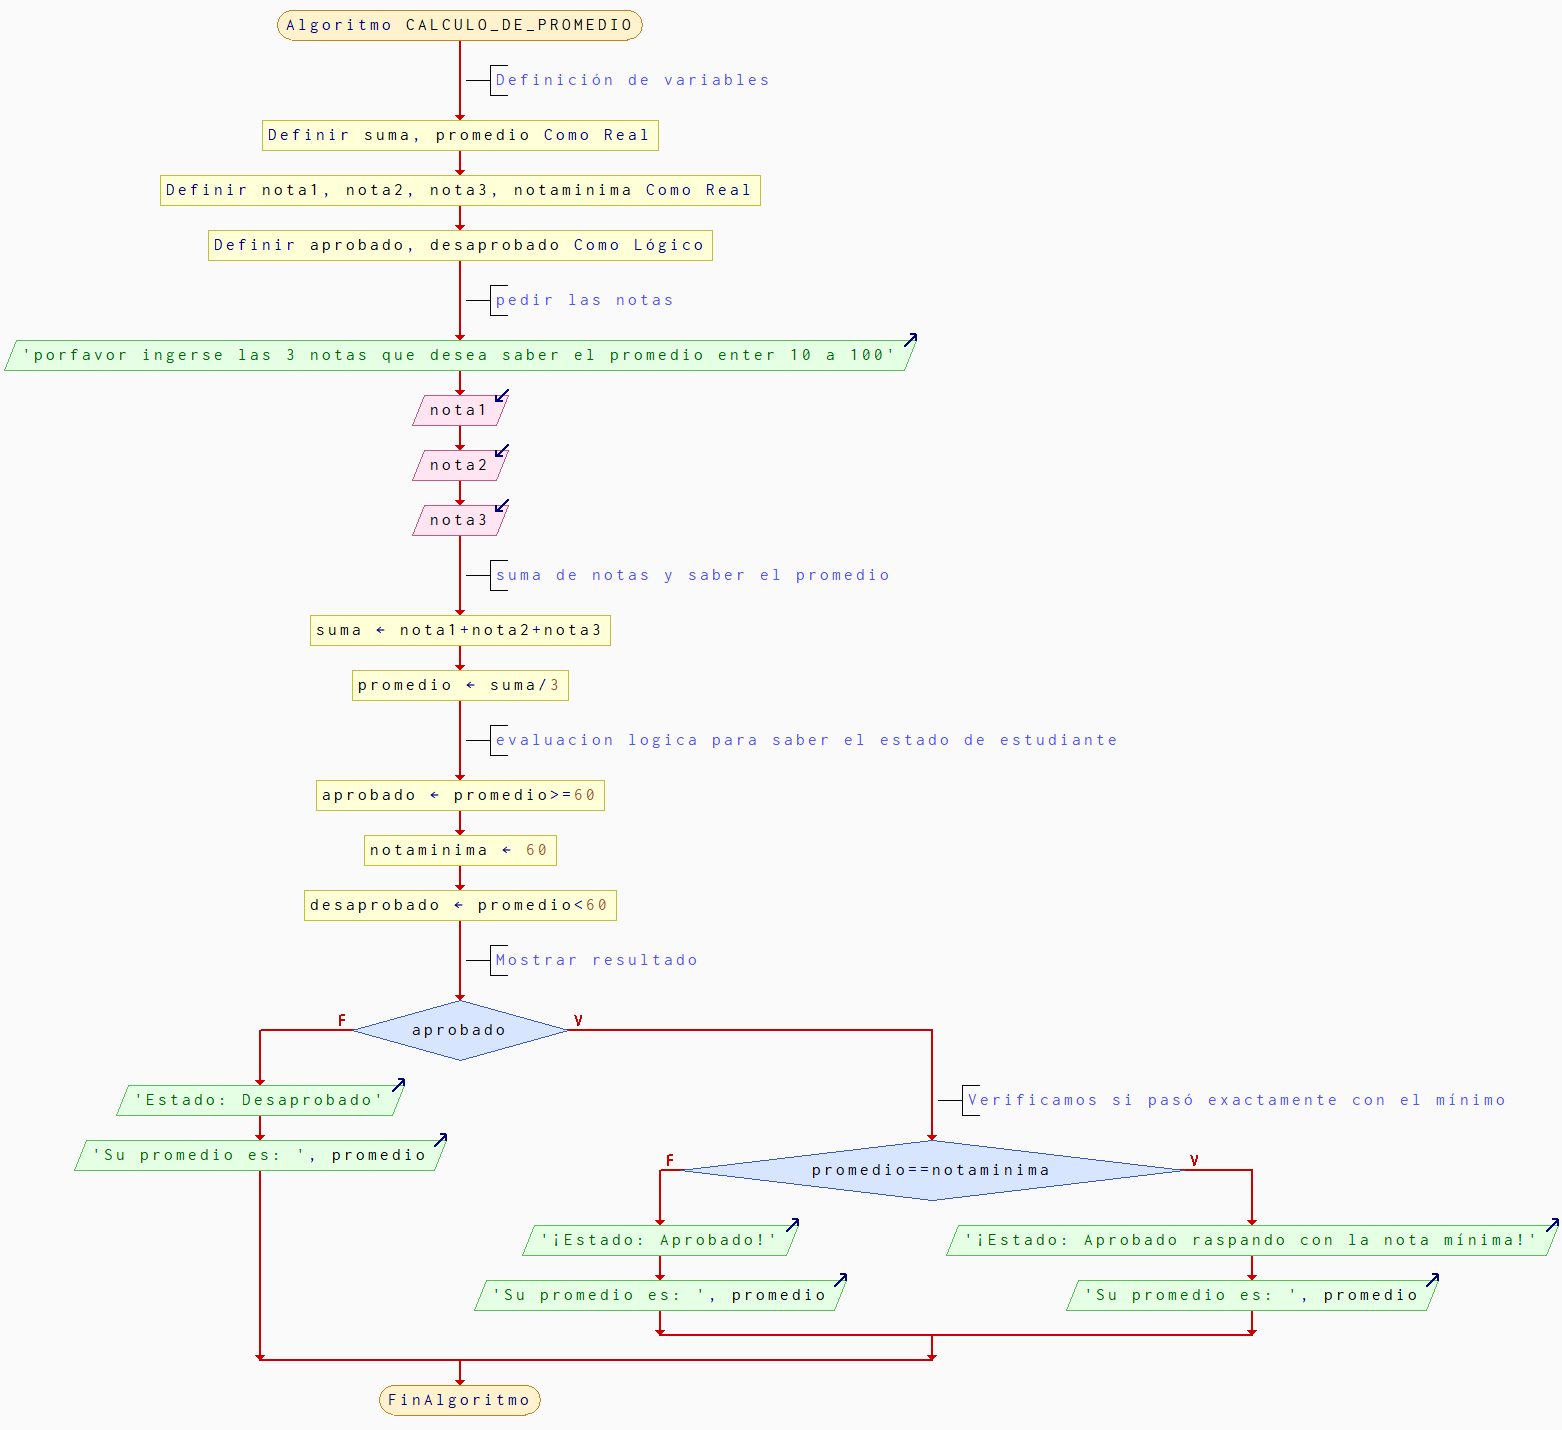 Algoritmo CALCULO_DE_PROMEDIO
Definición de variables
Definir suma, promedio Como Real
Definir nota1, nota2, nota3, notaminima Como Real
Definir aprobado, desaprobado Como Lógico
pedir las notas
'porfavor ingerse las 3 notas que desea saber el promedio enter 10 a 100'
nota1
nota2
nota3
suma de notas y saber el promedio
suma ← nota1+nota2+nota3
promedio ← suma/3
evaluacion logica para saber el estado de estudiante
aprobado ← promedio>=60
notaminima ← 60
desaprobado ← promedio<60
Mostrar resultado
F
aprobado
V
'Estado: Desaprobado'
'Su promedio es: ', promedio
Verificamos si pasó exactamente con el mínimo
F
promedio==notaminima
V
'¡Estado: Aprobado!'
'Su promedio es: ', promedio
'¡Estado: Aprobado raspando con la nota mínima!'
'Su promedio es: ', promedio
FinAlgoritmo